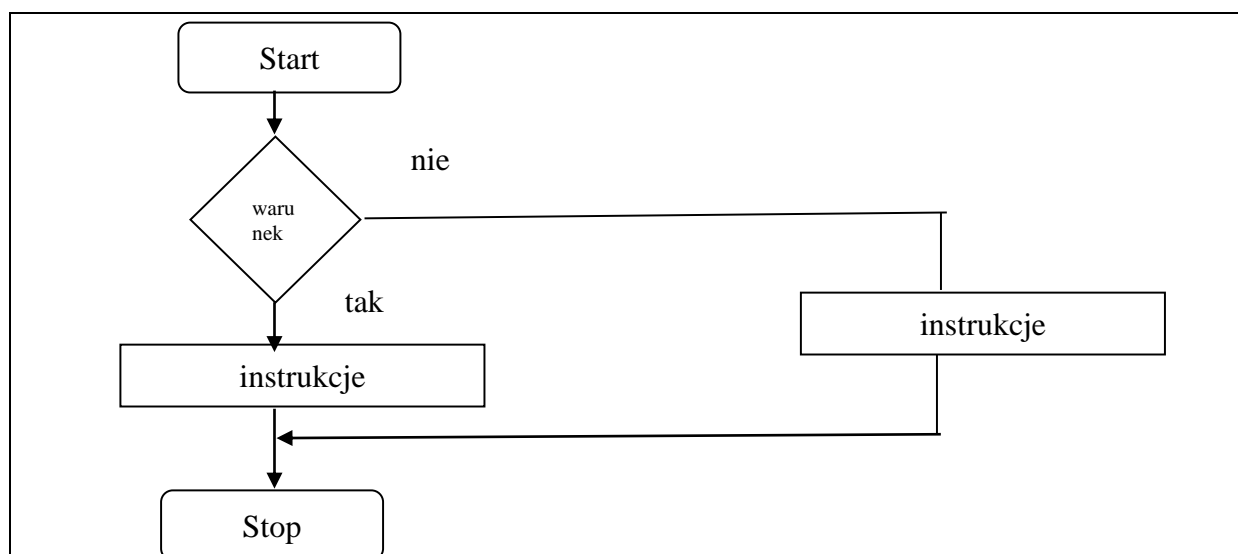 Start
nie
waru
nek
tak
instrukcje
instrukcje
Stop